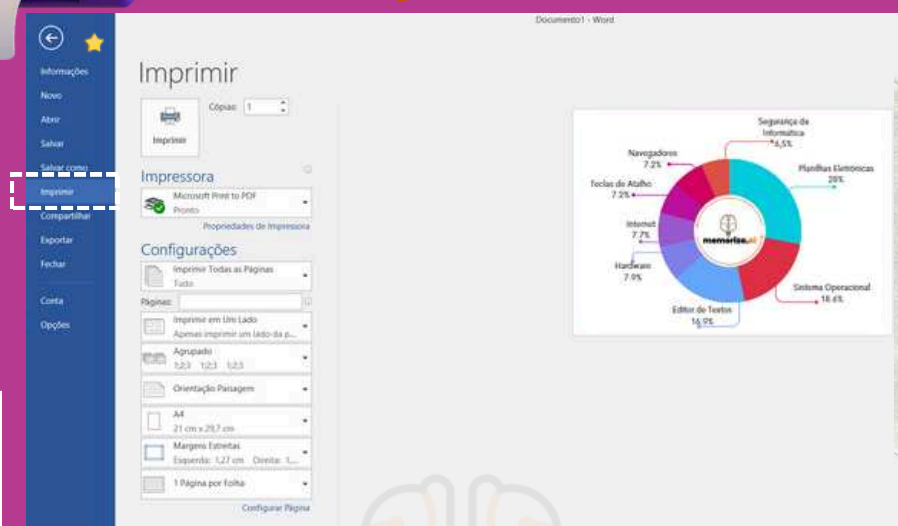 Documento1 - Word
Informações
Novo
Abrir
Salvar
Salvar como
Imprimir
Compartilhar
Exportar
Fechar
Conta
Opções
Imprimir
Cópias: 1
Imprimir
Impressora
Microsoft Print to PDF
Pronto
Propriedades de Impressora
Configurações
Imprimir Todas as Páginas
Tudo
Páginas:
Imprimir em Um Lado
Apenas imprimir um lado da p...
Agrupado
1;2;3 1;2;3 1;2;3
Orientação Paisagem
A4
21 cm x 29,7 cm
Margens Estreitas
Esquerda: 1,27 cm Direita: 1,...
1 Página por Folha
Configurar Página
Segurança da
Informática
6,5%
Navegadores
7.2%
Planilhas Eletrônicas
28%
Teclas de Atalho
7.2%
Internet
7.7%
memorize.ai
Hardware
7.9%
Sistema Operacional
18.6%
Editor de Textos
16.9%